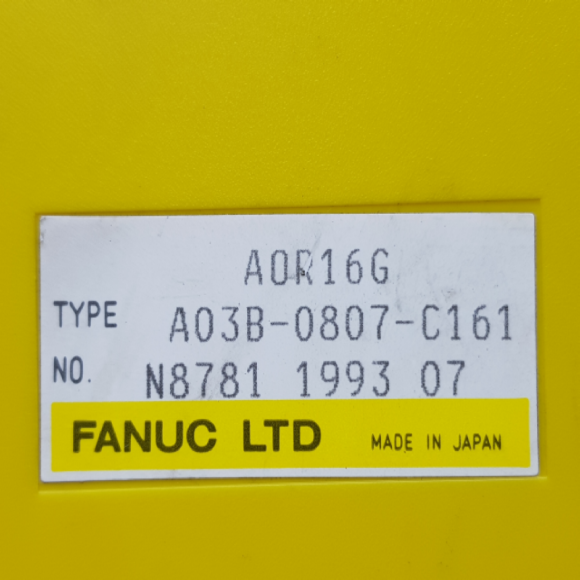 AOR16G
TYPE A03B-0807-C161
NO. N8781 1993 07
FANUC LTD MADE IN JAPAN